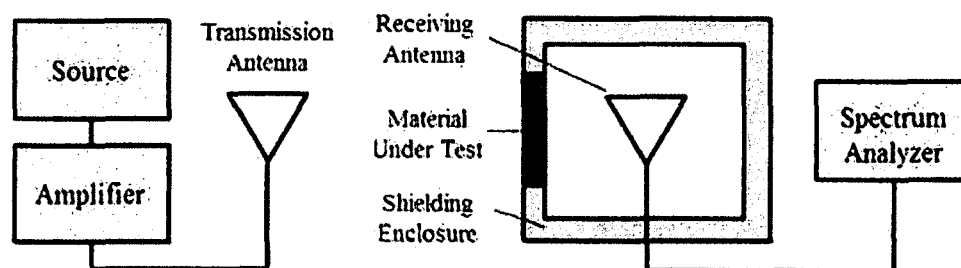 Source
Amplifier
Transmission
Antenna
Receiving
Antenna
Material
Under Test
Shielding
Enclosure
Spectrum
Analyzer